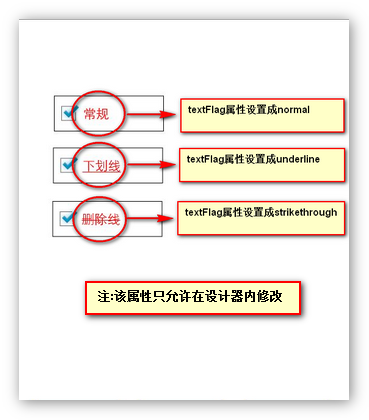 常规 textFlag属性设置成normal
下划线 textFlag属性设置成underline
删除线 textFlag属性设置成strikethrough
注:该属性只允许在设计器内修改